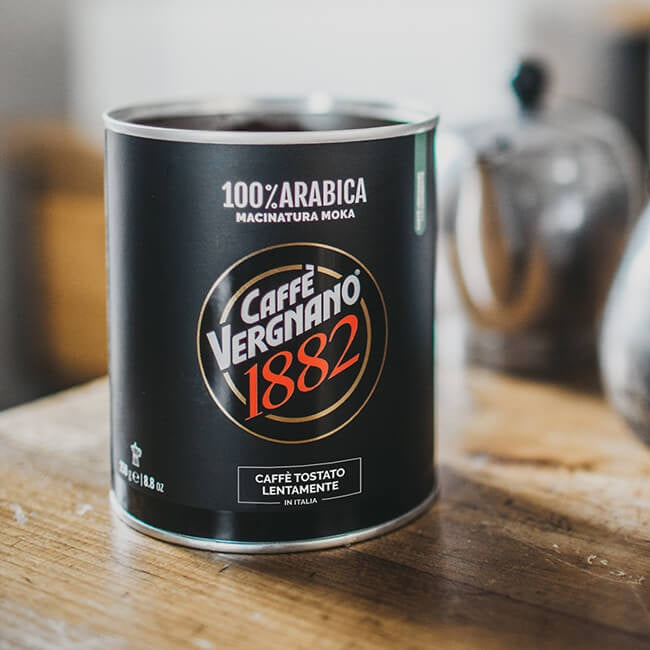 100% ARABICA
MACINATURA MOKA
CAFFÈ
VERGNANO®
1882
CAFFÈ TOSTATO
LENTAMENTE
IN ITALIA
g ℮ | 8.8 oz